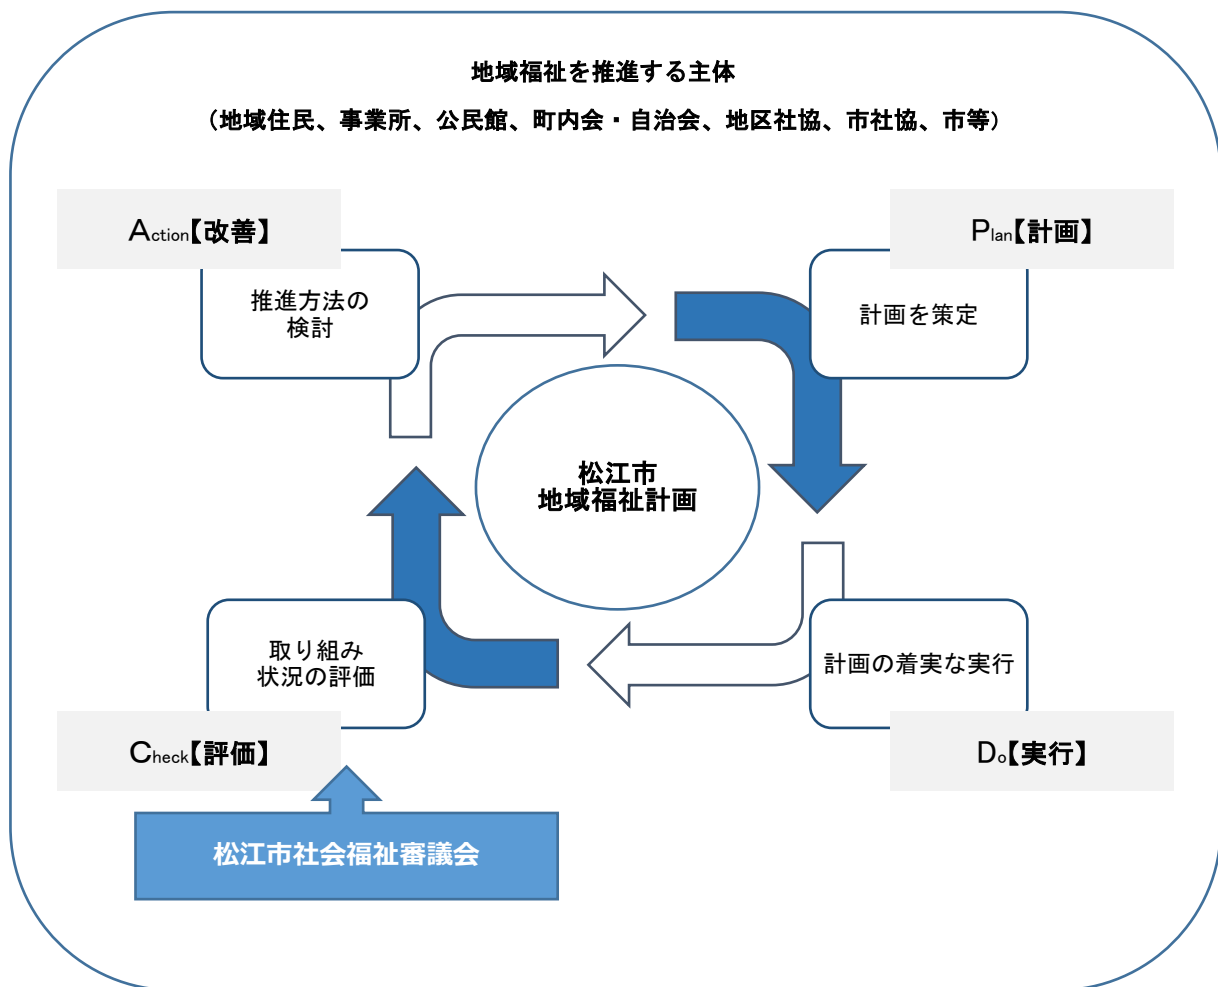 地域福祉を推進する主体
（地域住民、事業所、公民館、町内会・自治会、地区社協、市社協、市等）
Action【改善】
推進方法の
検討
Plan【計画】
計画を策定
松江市
地域福祉計画
取り組み
状況の評価
Check【評価】
計画の着実な実行
Do【実行】
松江市社会福祉審議会